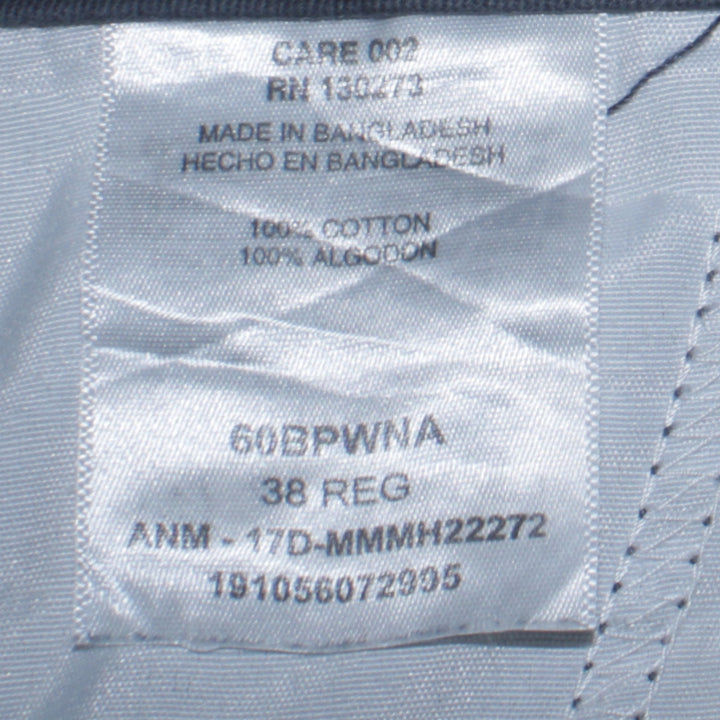 CARE 002
RN 130273
MADE IN BANGLADESH
HECHO EN BANGLADESH
100% COTTON
100% ALGODON
60BPWNA
38 REG
ANM - 17D-MMMH22272
191056072995